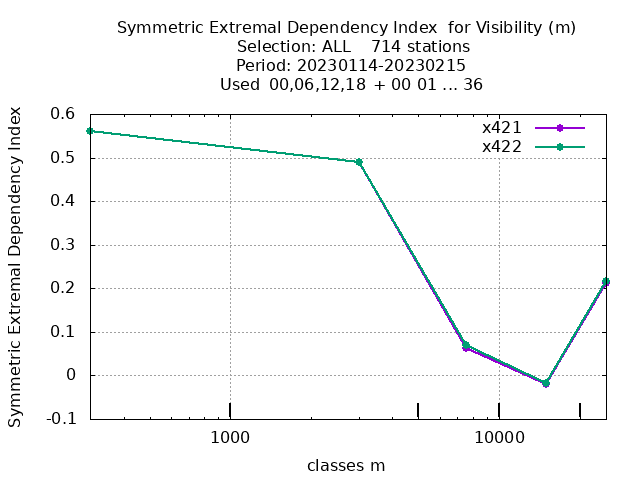 Symmetric Extremal Dependency Index  for Visibility (m)
Selection: ALL    714 stations
Period: 20230114-20230215
Used  00,06,12,18  + 00 01 ... 36
Symmetric Extremal Dependency Index
0.6
0.5
0.4
0.3
0.2
0.1
0
-0.1
x421
x422
1000
10000
classes m